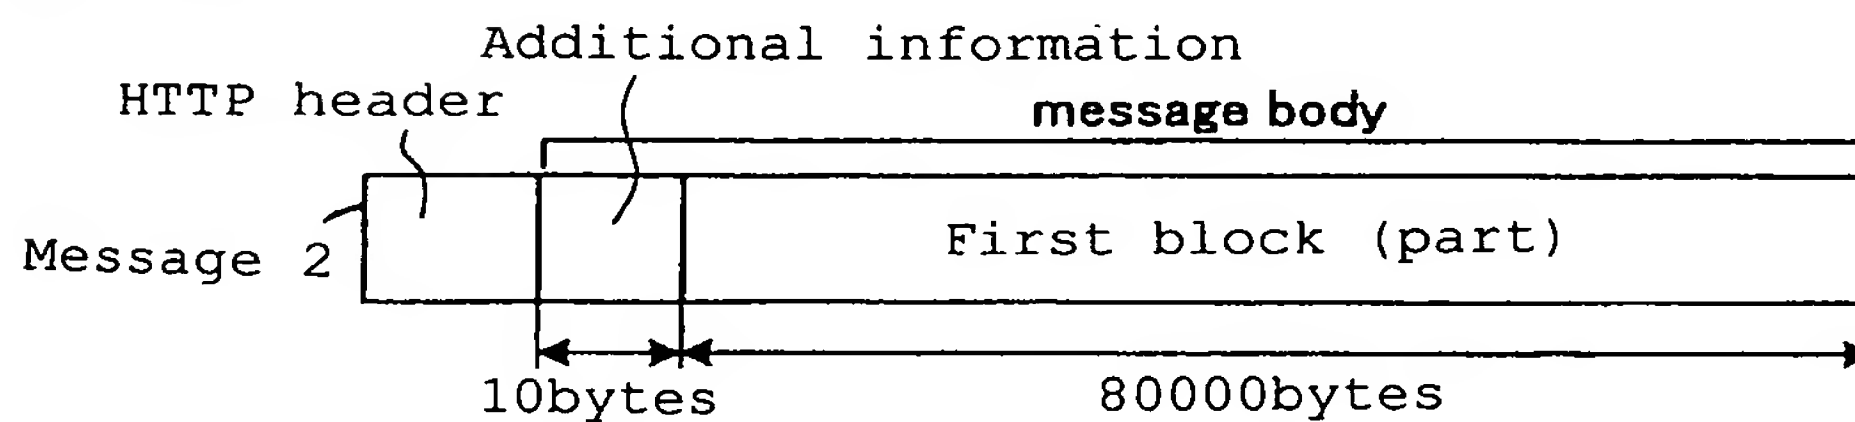 Additional information
HTTP header
message body
Message 2
First block (part)
10bytes
80000bytes